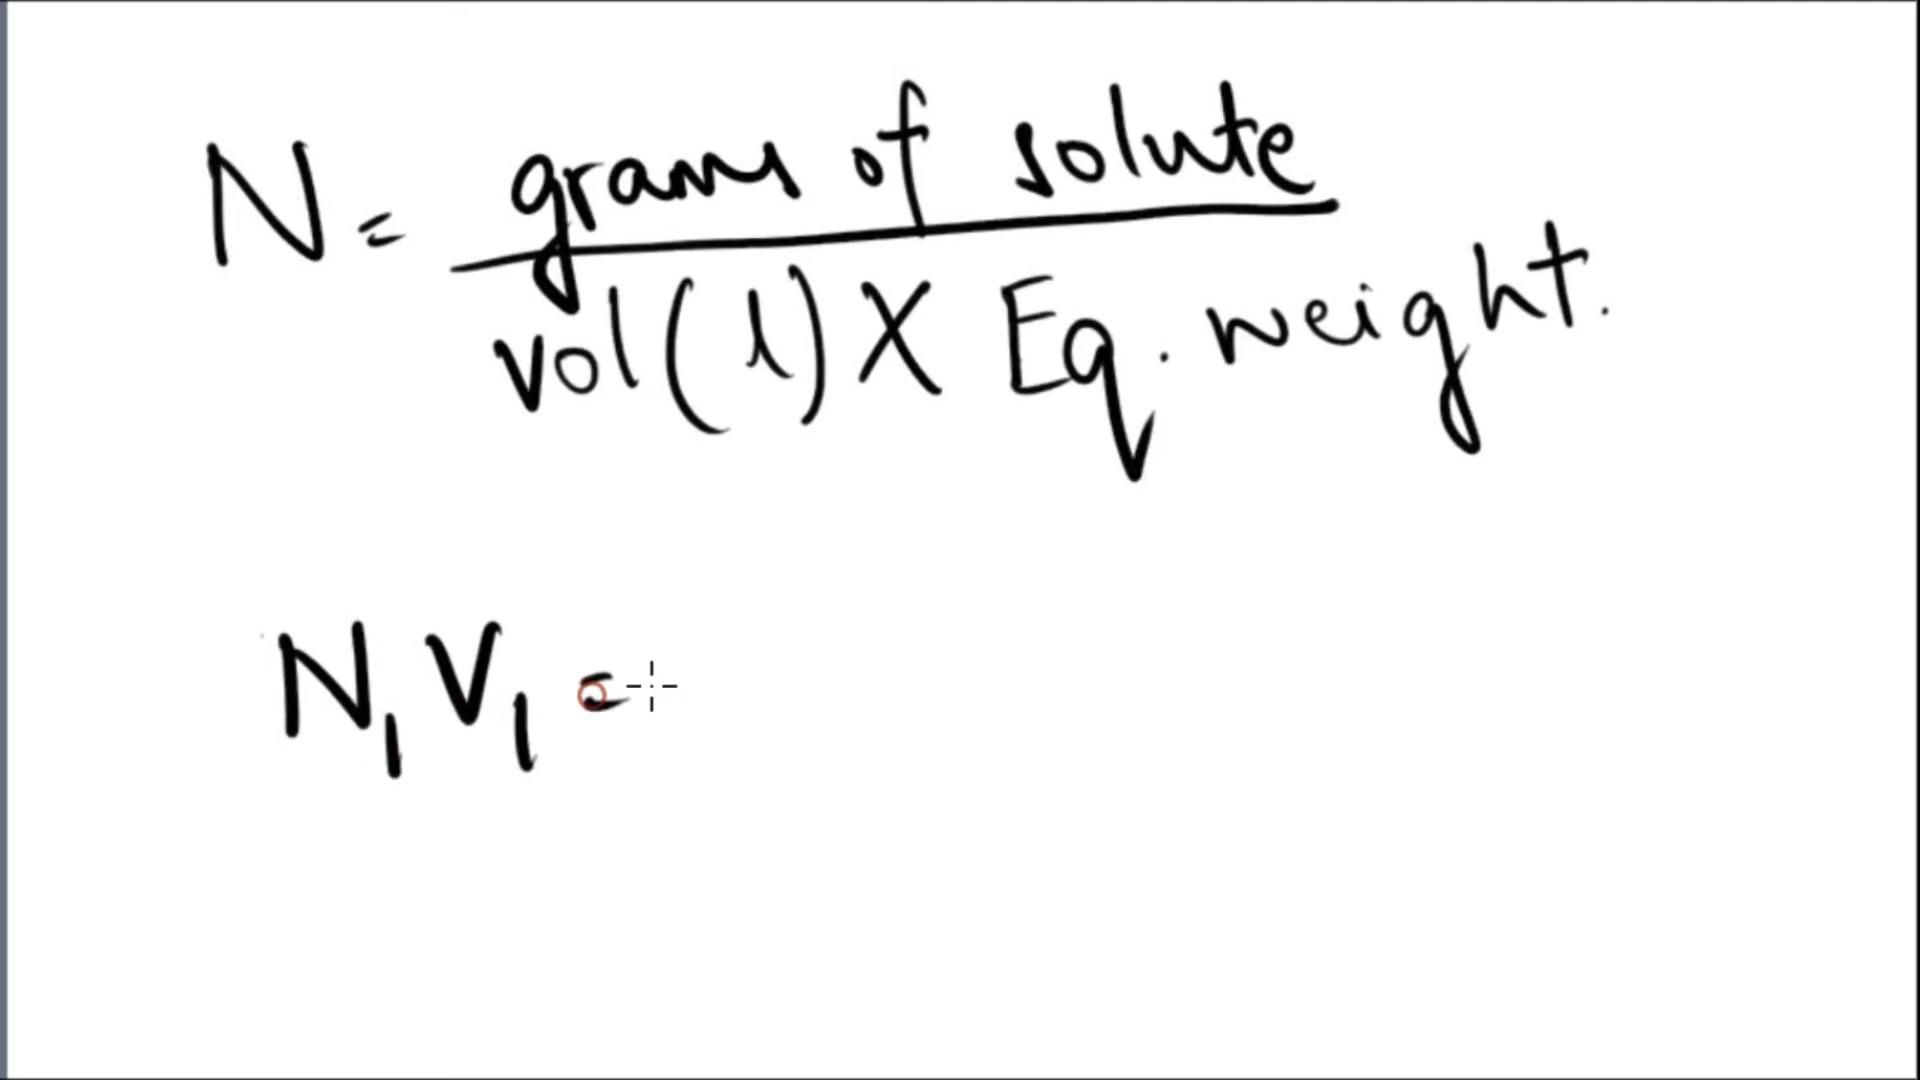 N = grams of solute
vol(l) X Eq. weight.
N₁V₁ =